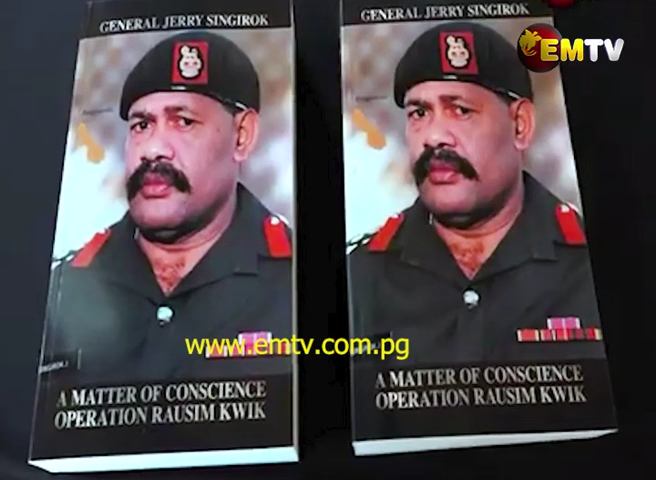 GENERAL JERRY SINGIROK
A MATTER OF CONSCIENCE
OPERATION RAUSIM KWIK
GENERAL JERRY SINGIROK
A MATTER OF CONSCIENCE
OPERATION RAUSIM KWIK
EMTV
www.emtv.com.pg